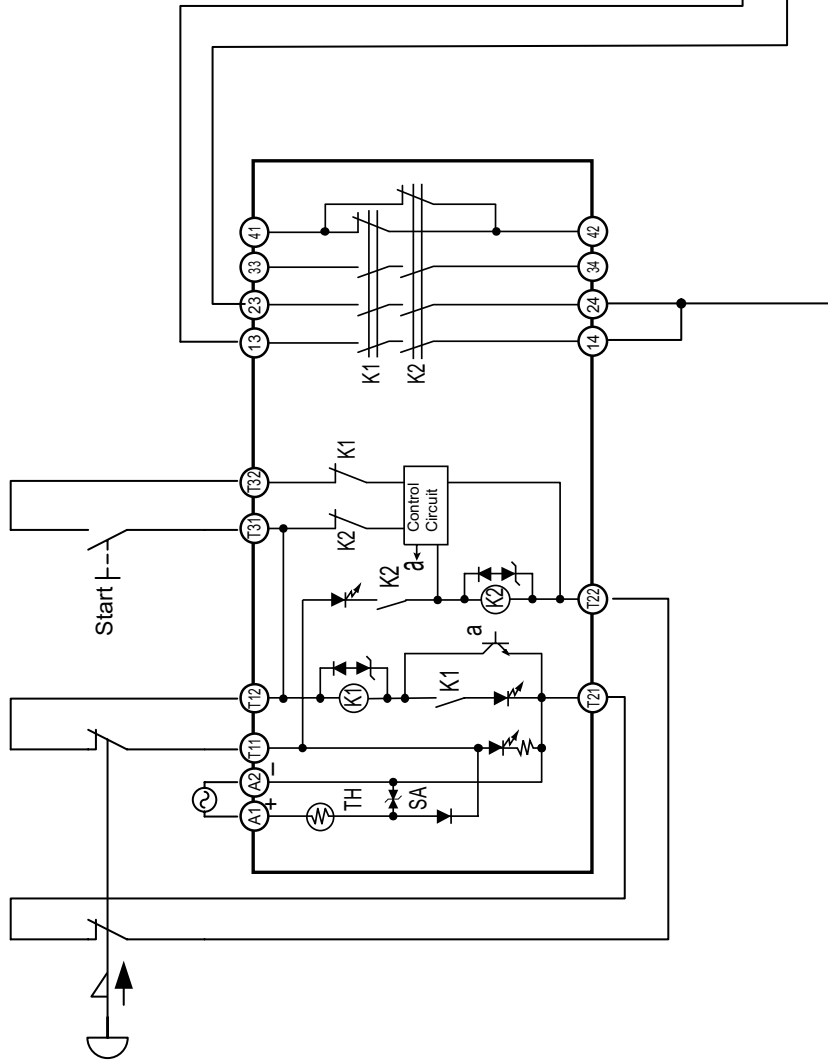 41
33
23
13
42
34
24
14
K1
K2
T32
T31
K1
K2
Control
Circuit
a
Start
K2
K2
T22
a
T12
T11
A2
A1
K1
K1
T21
−
+
TH
SA